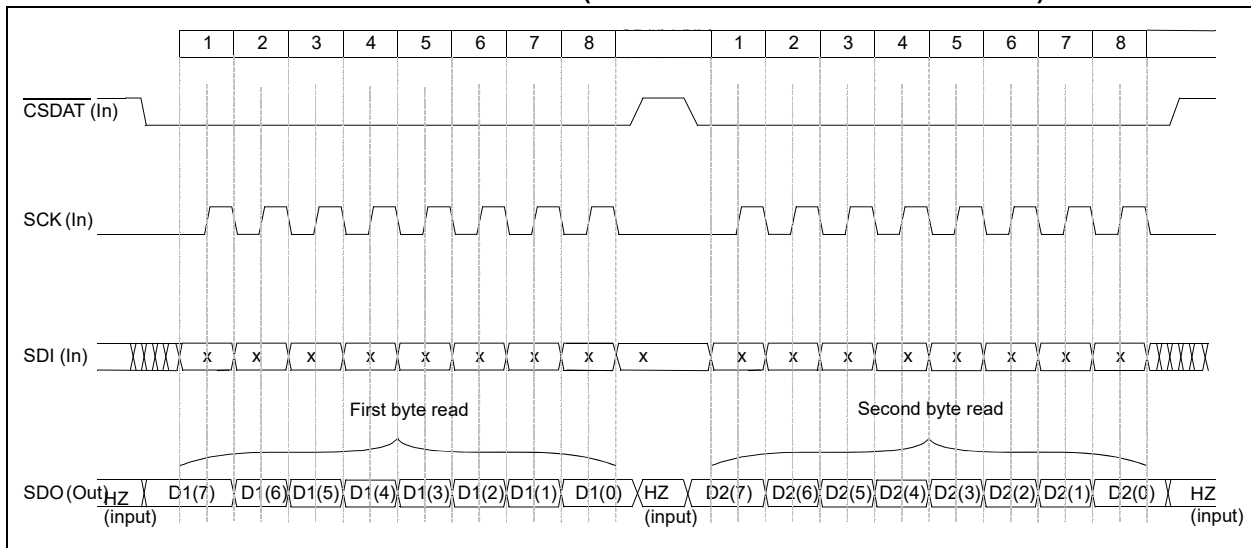 1 2 3 4 5 6 7 8 1 2 3 4 5 6 7 8
CSDAT (In)
SCK (In)
SDI (In) x x x x x x x x x x x x x x x x x
First byte read Second byte read
SDO (Out) HZ D1(7) D1(6) D1(5) D1(4) D1(3) D1(2) D1(1) D1(0) HZ D2(7) D2(6) D2(5) D2(4) D2(3) D2(2) D2(1) D2(0) HZ
(input) (input) (input)